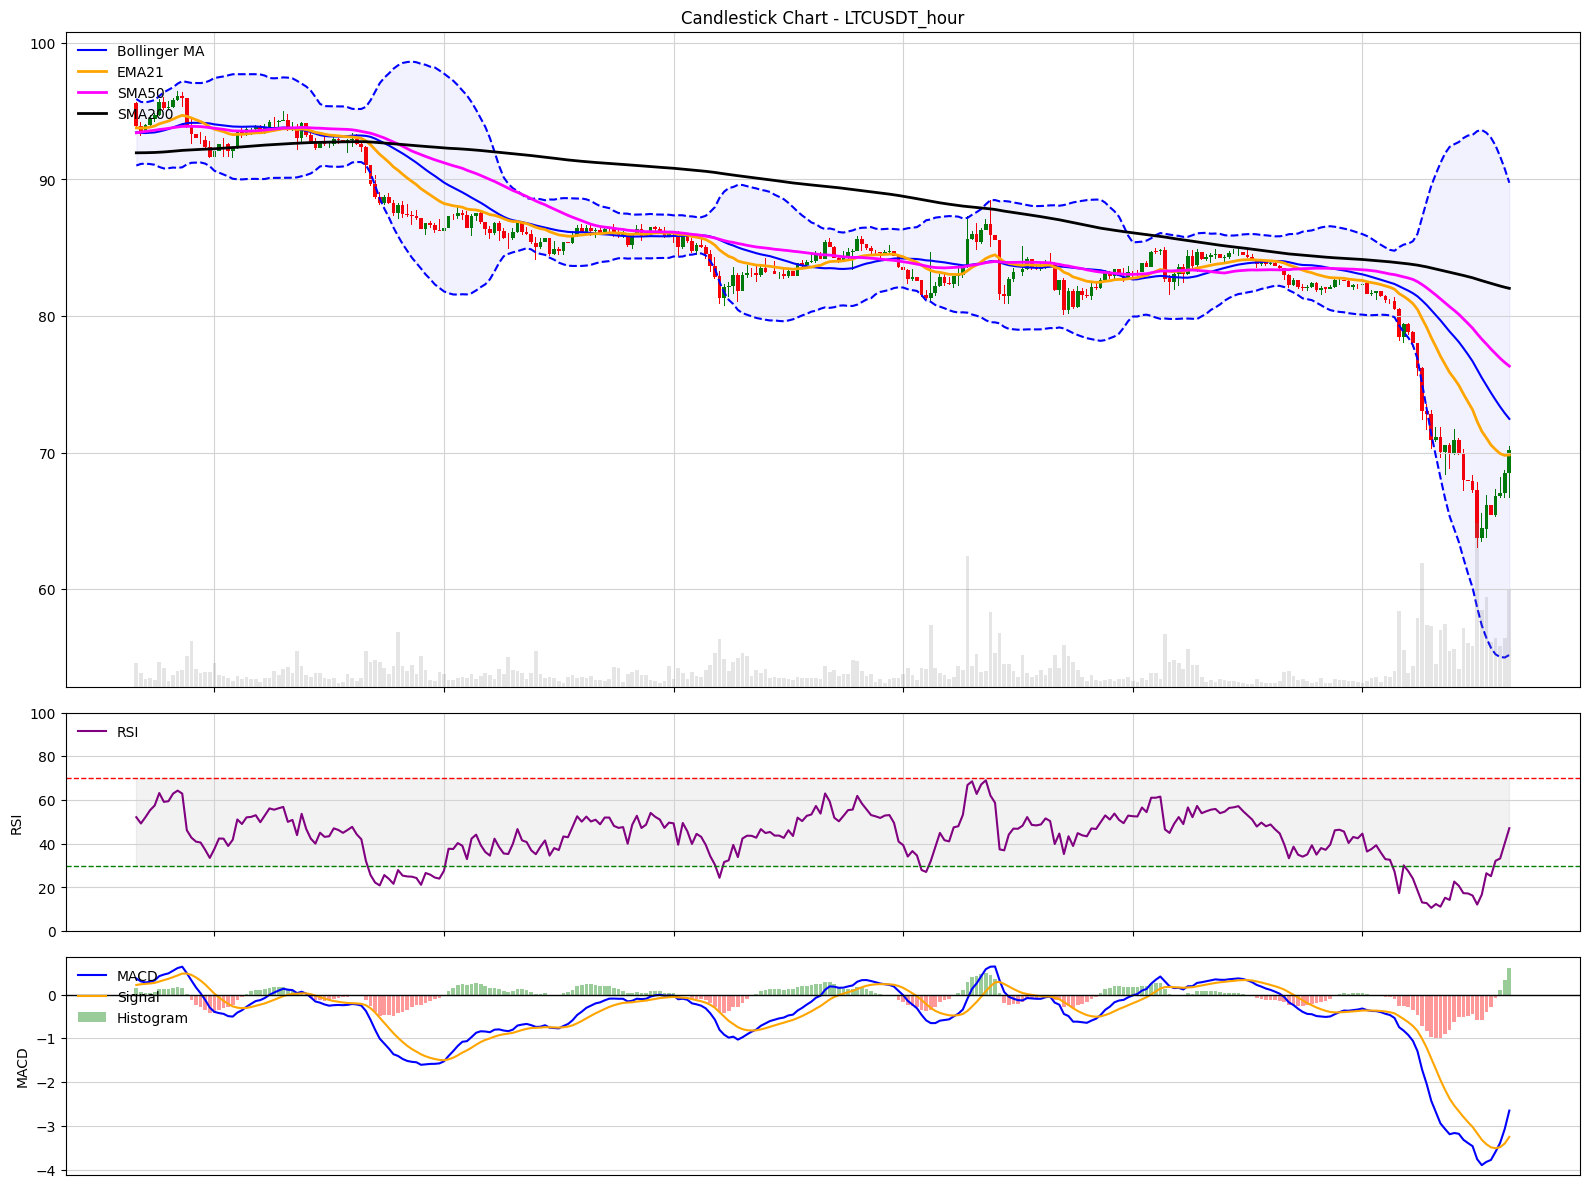 Candlestick Chart - LTCUSDT_hour
100
90
80
70
60
Bollinger MA
EMA21
SMA50
SMA200
100
80
60
40
20
0
RSI
RSI
0
−1
−2
−3
−4
MACD
MACD
Signal
Histogram